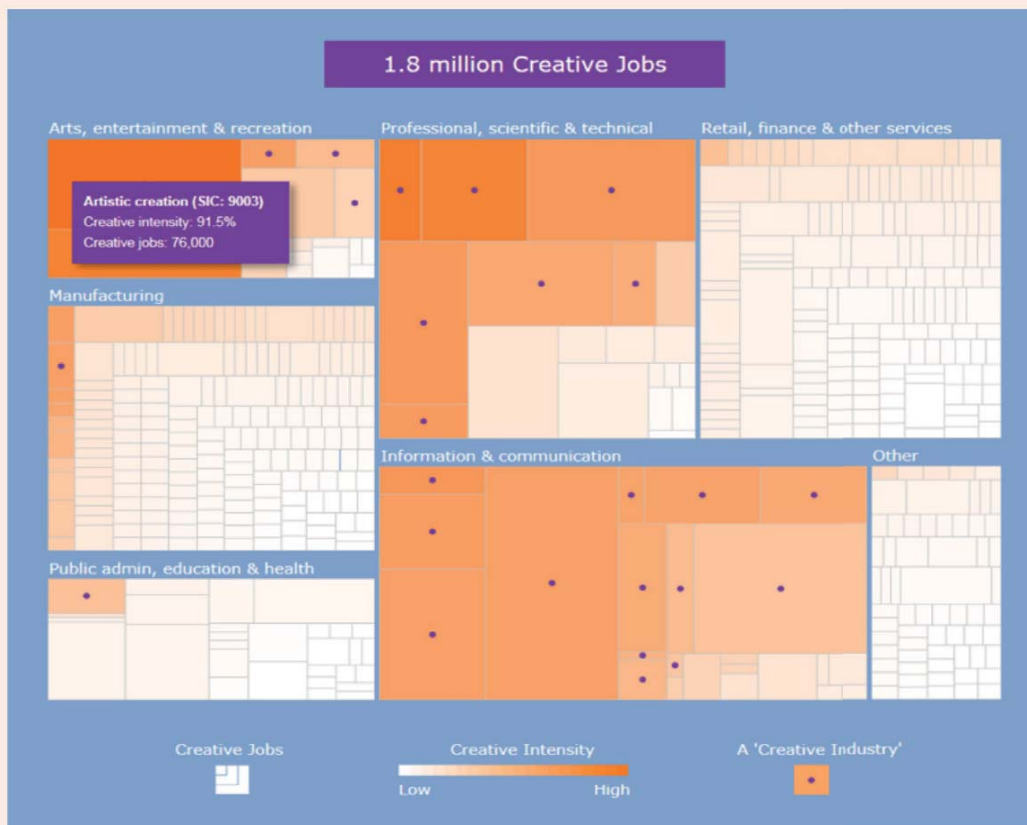 1.8 million Creative Jobs
Arts, entertainment & recreation
Professional, scientific & technical
Retail, finance & other services
Artistic creation (SIC: 9003)
Creative intensity: 91.5%
Creative jobs: 76,000
Manufacturing
Information & communication
Other
Public admin, education & health
Creative Jobs
Creative Intensity
A 'Creative Industry'
Low
High